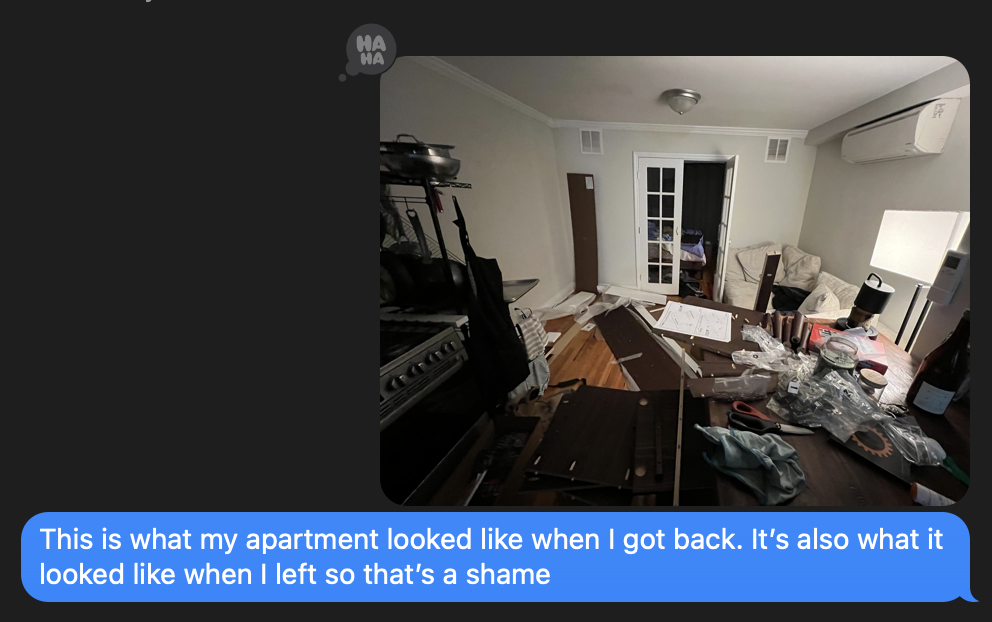 HA
HA
This is what my apartment looked like when I got back. It’s also what it
looked like when I left so that’s a shame